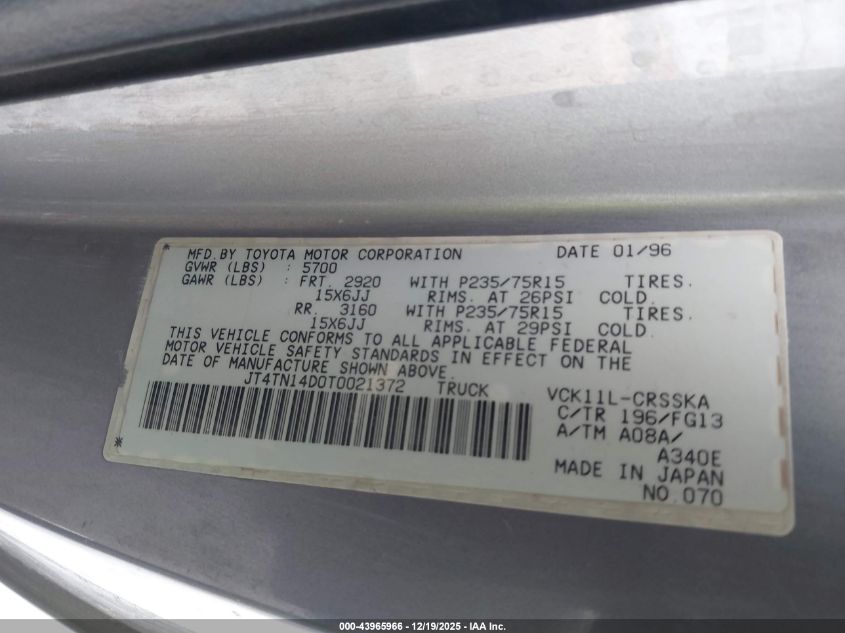 MFD. BY TOYOTA MOTOR CORPORATION DATE 01/96
GVWR (LBS) : 5700
GAWR (LBS) : FRT. 2920 WITH P235/75R15 TIRES.
15X6JJ RIMS. AT 26PSI COLD.
RR. 3160 WITH P235/75R15 TIRES.
15X6JJ RIMS. AT 29PSI COLD.
THIS VEHICLE CONFORMS TO ALL APPLICABLE FEDERAL
MOTOR VEHICLE SAFETY STANDARDS IN EFFECT ON THE
DATE OF MANUFACTURE SHOWN ABOVE.
JT4TN14D0T0021372 TRUCK VCK11L-CRSSKA
C/TR 196/FG13
A/TM A08A/
A340E
MADE IN JAPAN
NO. 070
000-43965966 - 12/19/2025 - IAA Inc.